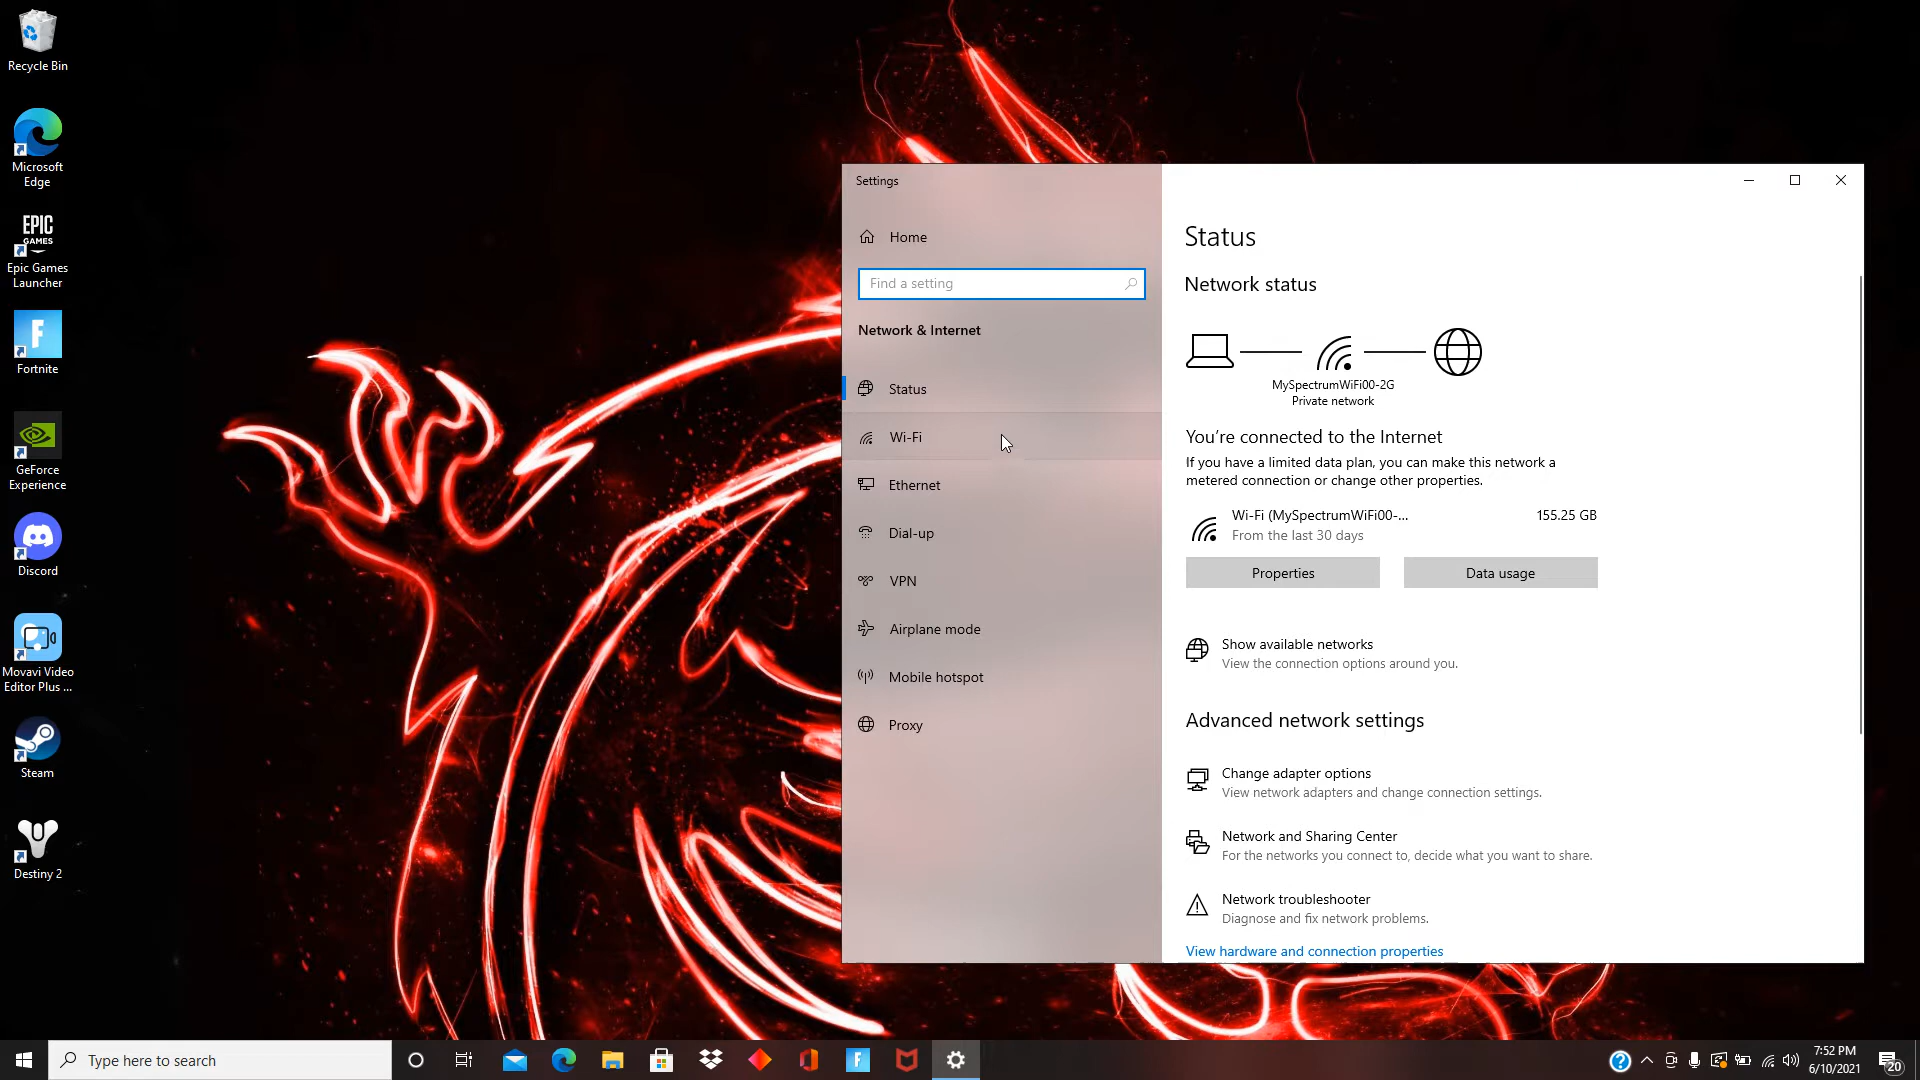 Recycle Bin
Microsoft
Edge
EPIC
GAMES
Epic Games
Launcher
Fortnite
GeForce
Experience
Discord
Movavi Video
Editor Plus ...
Steam
Destiny 2
Settings
Home
Find a setting
Network & Internet
Status
Wi-Fi
Ethernet
Dial-up
VPN
Airplane mode
Mobile hotspot
Proxy
Status
Network status
MySpectrumWiFi00-2G
Private network
You're connected to the Internet
If you have a limited data plan, you can make this network a
metered connection or change other properties.
Wi-Fi (MySpectrumWiFi00-... 155.25 GB
From the last 30 days
Properties Data usage
Show available networks
View the connection options around you.
Advanced network settings
Change adapter options
View network adapters and change connection settings.
Network and Sharing Center
For the networks you connect to, decide what you want to share.
Network troubleshooter
Diagnose and fix network problems.
View hardware and connection properties
Type here to search
7:52 PM
6/10/2021
20